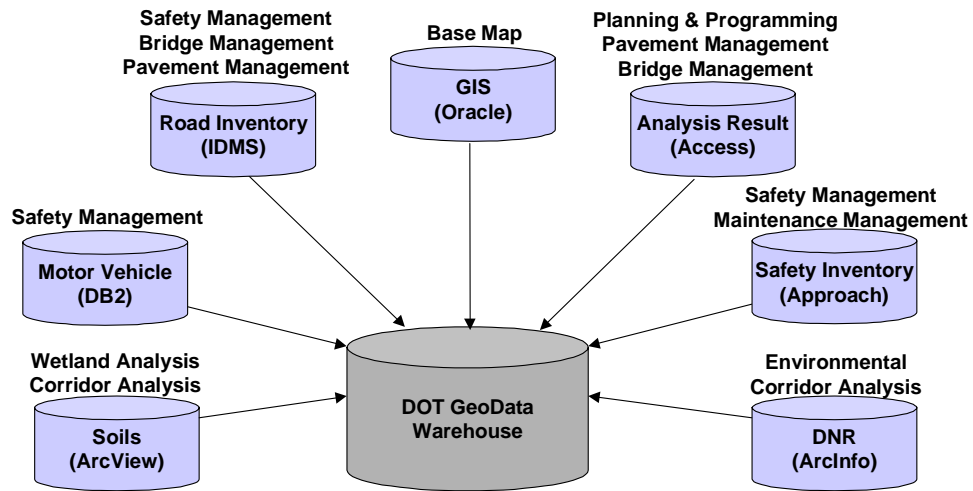 Safety Management
Bridge Management
Pavement Management
Road Inventory
(IDMS)
Base Map
GIS
(Oracle)
Planning & Programming
Pavement Management
Bridge Management
Analysis Result
(Access)
Safety Management
Motor Vehicle
(DB2)
Safety Management
Maintenance Management
Safety Inventory
(Approach)
Wetland Analysis
Corridor Analysis
Soils
(ArcView)
DOT GeoData
Warehouse
Environmental
Corridor Analysis
DNR
(ArcInfo)